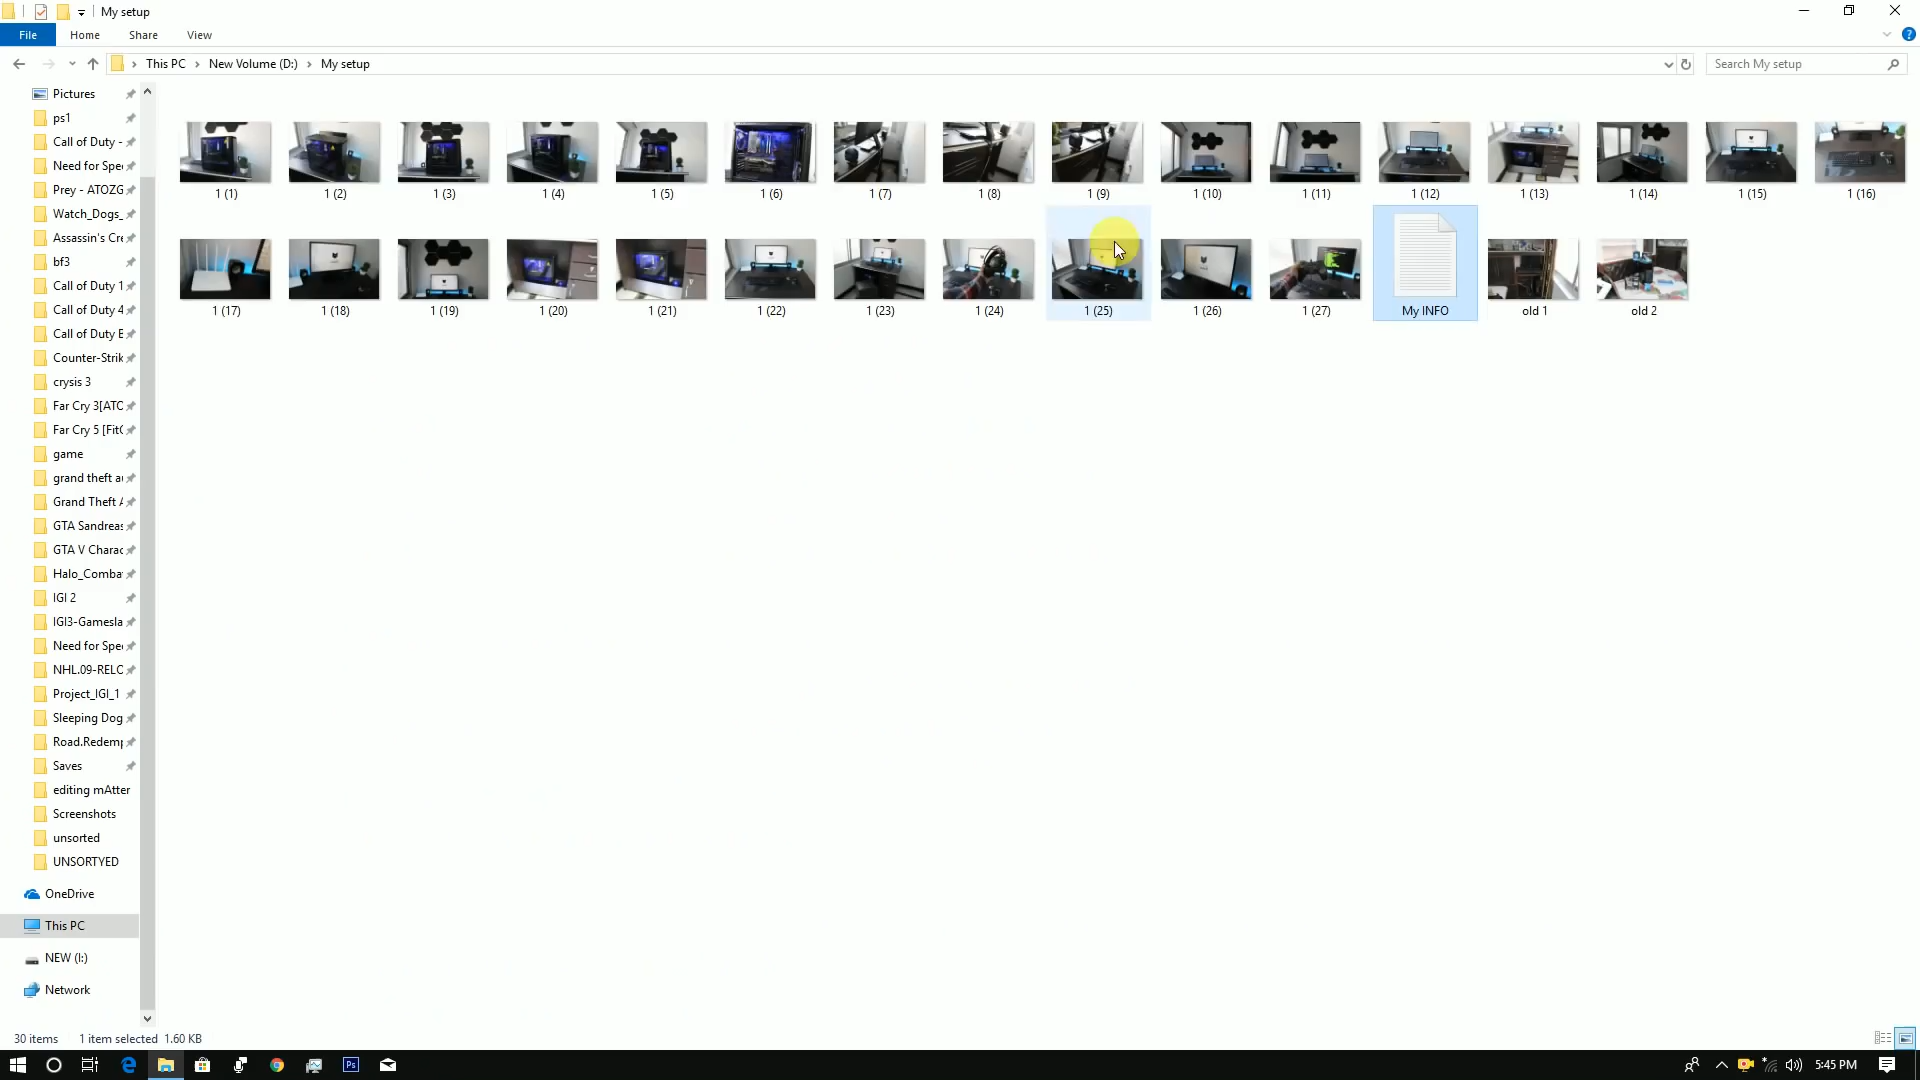 My setup
File Home Share View
This PC New Volume (D:) My setup
Search My setup
Pictures
ps1
Call of Duty -
Need for Spe
Prey - ATOZG
Watch_Dogs_
Assassin's Cre
bf3
Call of Duty 1
Call of Duty 4
Call of Duty B
Counter-Strik
crysis 3
Far Cry 3[ATO
Far Cry 5 [Fit
game
grand theft a
Grand Theft A
GTA Sandreas
GTA V Charac
Halo_Comba
IGI 2
IGI3-Gamesla
Need for Spe
NHL.09-RELO
Project_IGI_1
Sleeping Dog
Road.Redemp
Saves
editing mAtter
Screenshots
unsorted
UNSORTYED
OneDrive
This PC
NEW (I:)
Network
1 (1) 1 (2) 1 (3) 1 (4) 1 (5) 1 (6) 1 (7) 1 (8) 1 (9) 1 (10) 1 (11) 1 (12) 1 (13) 1 (14) 1 (15) 1 (16)
1 (17) 1 (18) 1 (19) 1 (20) 1 (21) 1 (22) 1 (23) 1 (24) 1 (25) 1 (26) 1 (27) My INFO old 1 old 2
30 items 1 item selected 1.60 KB
Ps
5:45 PM